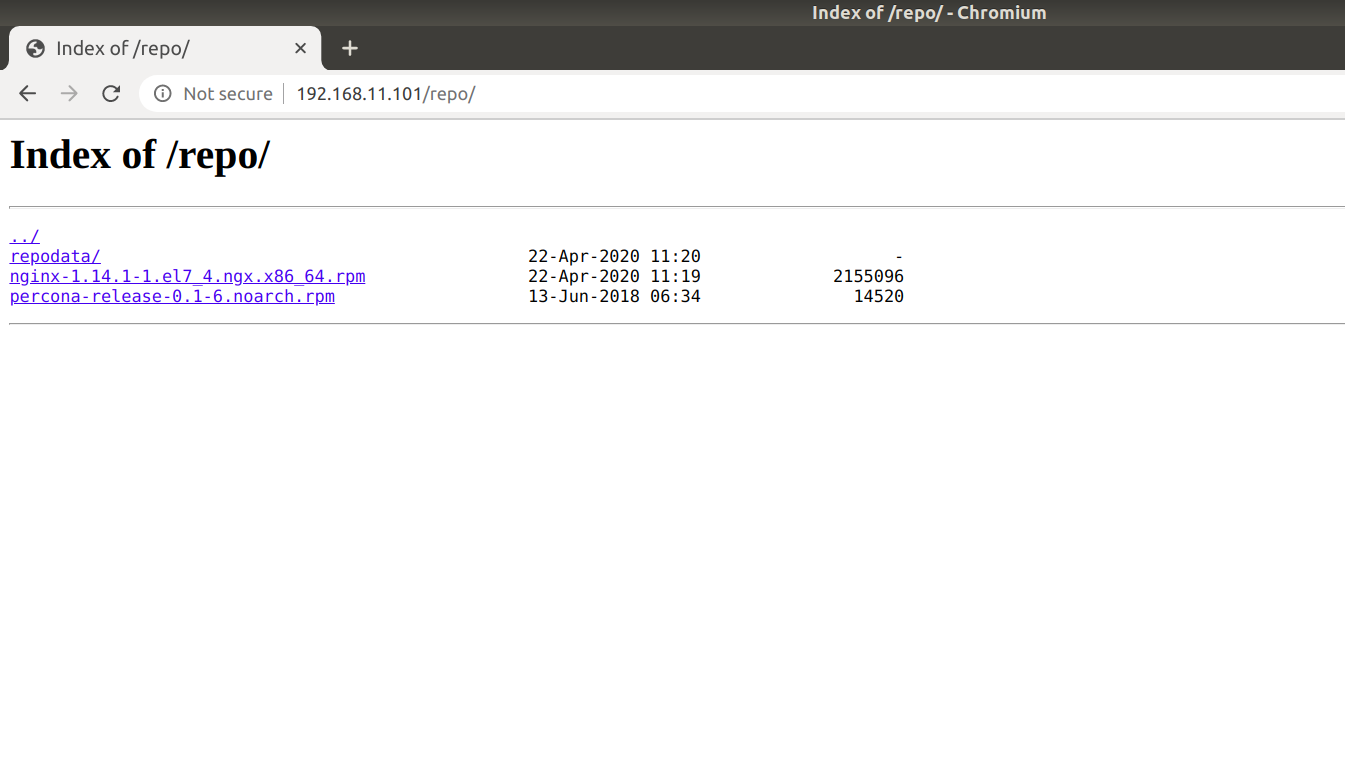 Index of /repo/ - Chromium
Index of /repo/
Not secure 192.168.11.101/repo/
Index of /repo/
../
repodata/ 22-Apr-2020 11:20 -
nginx-1.14.1-1.el7_4.ngx.x86_64.rpm 22-Apr-2020 11:19 2155096
percona-release-0.1-6.noarch.rpm 13-Jun-2018 06:34 14520